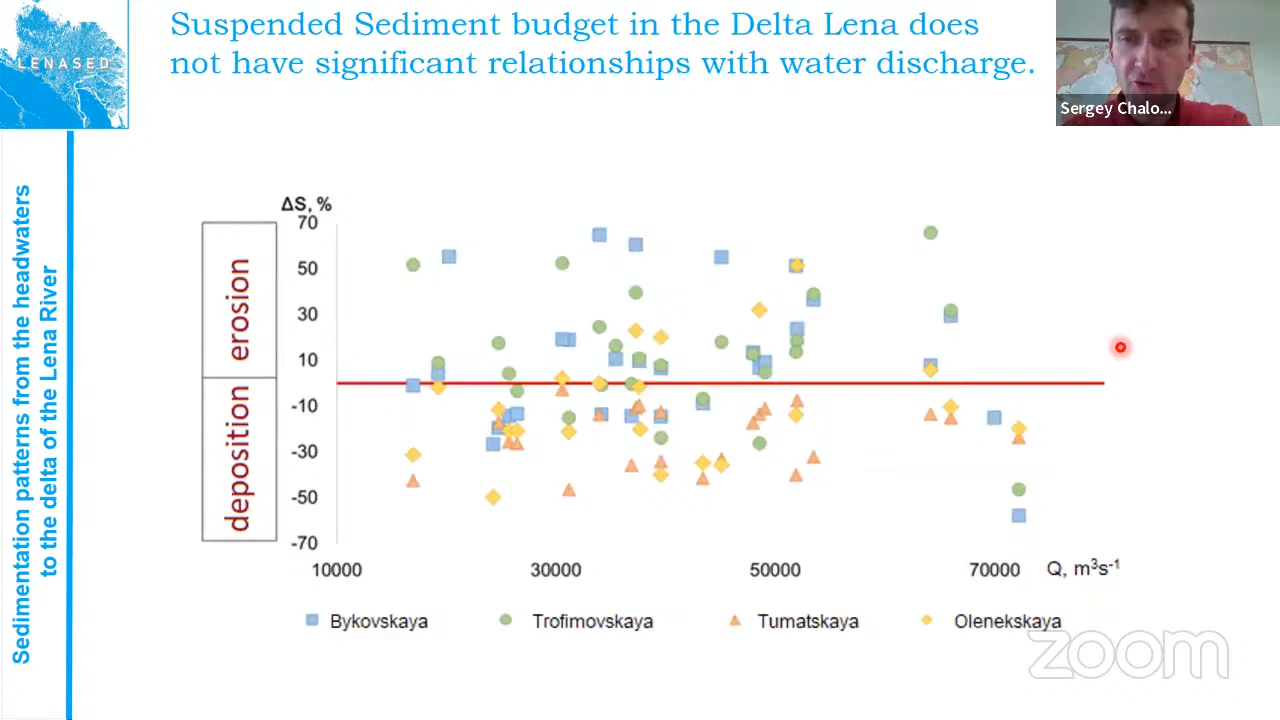 Suspended Sediment budget in the Delta Lena does
not have significant relationships with water discharge.
LENASED
Sergey Chalo...
Sedimentation patterns from the headwaters
to the delta of the Lena River
ΔS, %
erosion
deposition
70
50
30
10
-10
-30
-50
-70
10000 30000 50000 70000 Q, m³s⁻¹
Bykovskaya Trofimovskaya Tumatskaya Olenekskaya
zoom